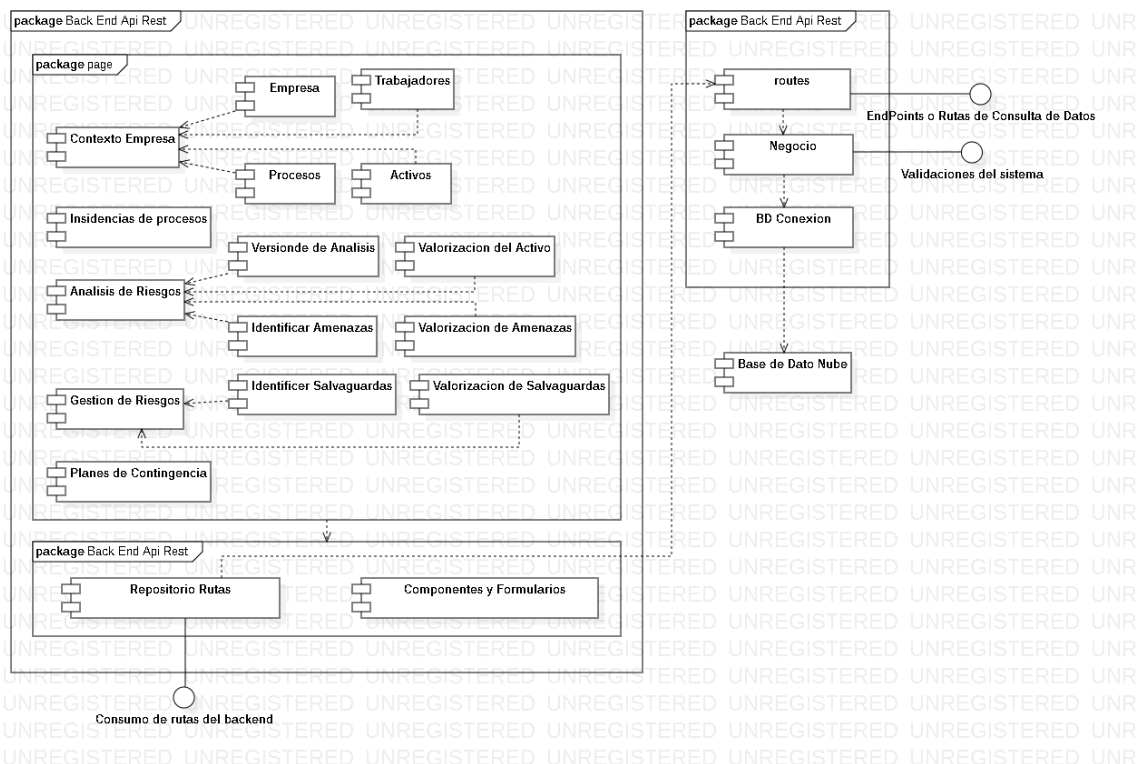 package Back End Api Rest
package page
Empresa
Trabajadores
Contexto Empresa
Procesos
Activos
Insidencias de procesos
Versionde de Analisis
Valorizacion del Activo
Analisis de Riesgos
Identificar Amenazas
Valorizacion de Amenazas
Identificer Salvaguardas
Valorizacion de Salvaguardas
Gestion de Riesgos
Planes de Contingencia
package Back End Api Rest
Repositorio Rutas
Componentes y Formularios
Consumo de rutas del backend
package Back End Api Rest
routes
EndPoints o Rutas de Consulta de Datos
Negocio
Validaciones del sistema
BD Conexion
Base de Dato Nube
UNREGISTERED